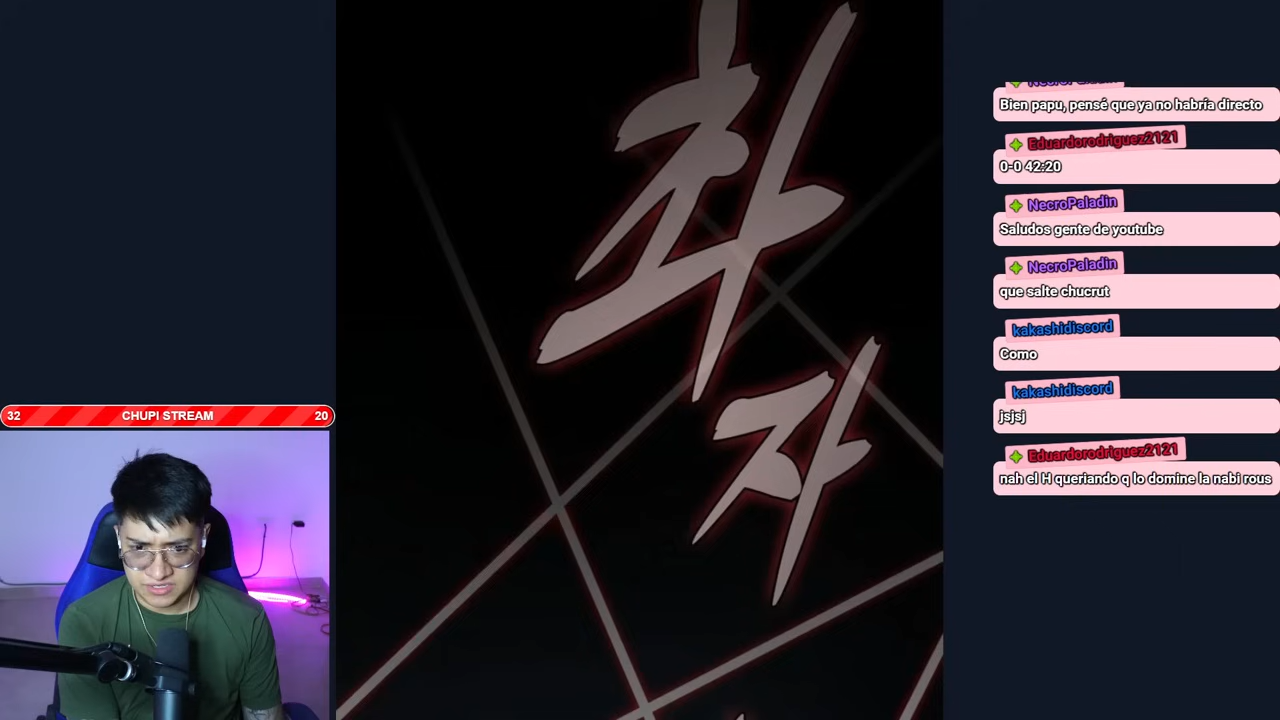 촤
자
32 CHUPI STREAM 20
Bien papu, pensé que ya no habría directo
Eduardorodriguez2121
0-0 42:20
NecroPaladin
Saludos gente de youtube
NecroPaladin
que salte chucrut
kakashidiscord
Como
kakashidiscord
jsjsj
Eduardorodriguez2121
nah el H queriando q lo domine la nabi rous